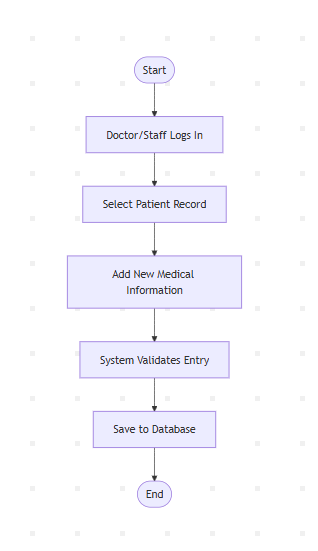 Start
Doctor/Staff Logs In
Select Patient Record
Add New Medical
Information
System Validates Entry
Save to Database
End